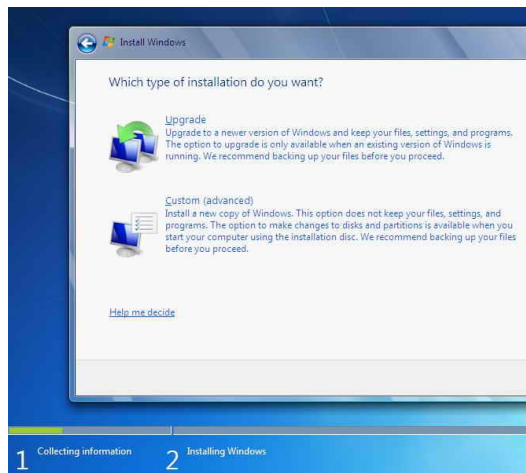 Install Windows
Which type of installation do you want?
Upgrade
Upgrade to a newer version of Windows and keep your files, settings, and programs.
The option to upgrade is only available when an existing version of Windows is
running. We recommend backing up your files before you proceed.
Custom (advanced)
Install a new copy of Windows. This option does not keep your files, settings, and
programs. The option to make changes to disks and partitions is available when you
start your computer using the installation disc. We recommend backing up your files
before you proceed.
Help me decide
1 Collecting information 2 Installing Windows